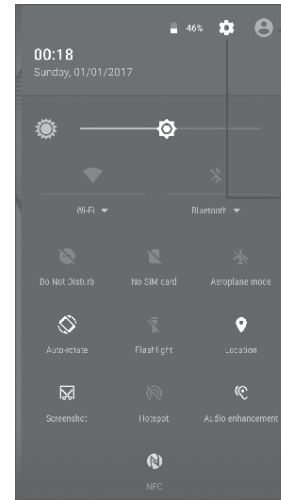 46%
00:18
Sunday, 01/01/2017
Wi-Fi Bluetooth
Do Not Disturb No SIM card Aeroplane mode
Auto-rotate Flashlight Location
Screenshot Hotspot Audio enhancement
NFC